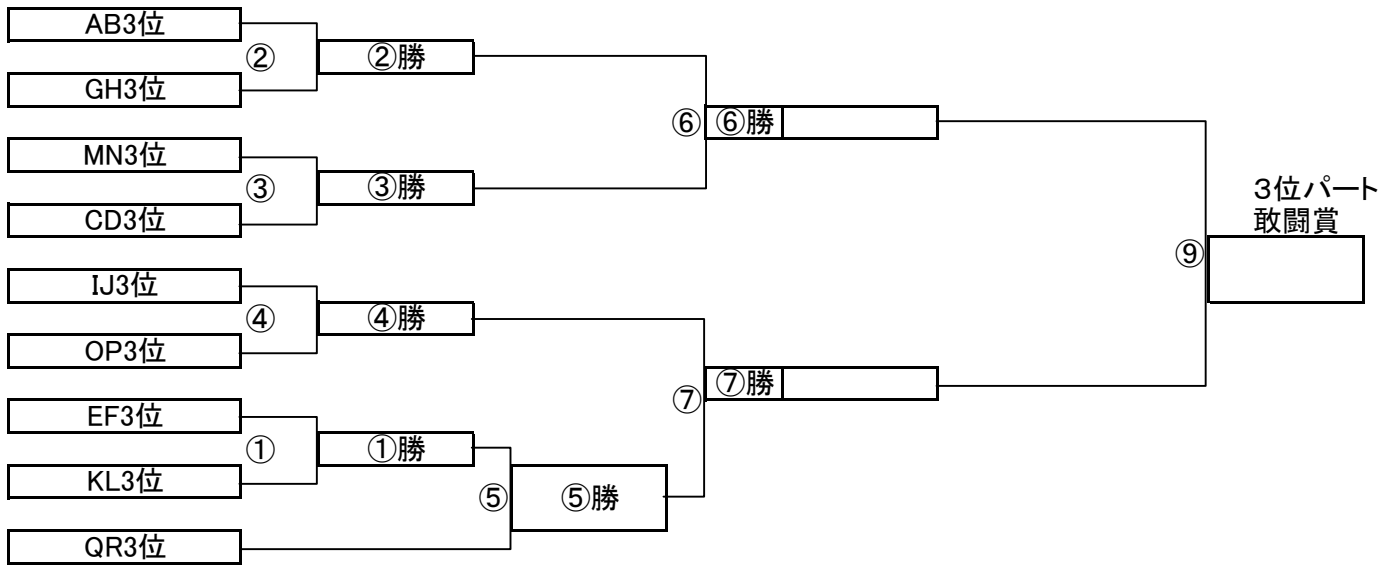 AB3位
②
②勝
GH3位
⑥
⑥勝
MN3位
③
③勝
CD3位
3位パート
敢闘賞
⑨
IJ3位
④
④勝
OP3位
⑦
⑦勝
EF3位
①
①勝
KL3位
⑤
⑤勝
QR3位